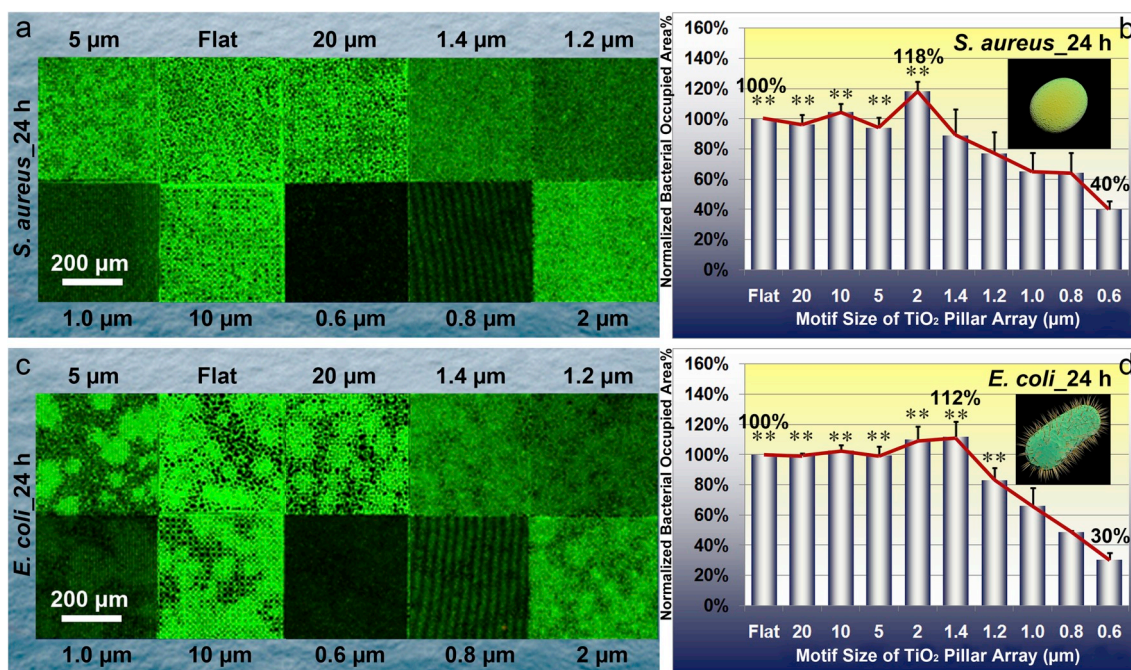 a
5 µm Flat 20 µm 1.4 µm 1.2 µm
S. aureus_24 h
200 µm
1.0 µm 10 µm 0.6 µm 0.8 µm 2 µm
b
S. aureus_24 h
Normalized Bacterial Occupied Area%
160%
140%
120%
100%
80%
60%
40%
20%
0%
100%
118%
40%
** ** ** ** **
Flat 20 10 5 2 1.4 1.2 1.0 0.8 0.6
Motif Size of TiO₂ Pillar Array (µm)
c
5 µm Flat 20 µm 1.4 µm 1.2 µm
E. coli_24 h
200 µm
1.0 µm 10 µm 0.6 µm 0.8 µm 2 µm
d
E. coli_24 h
Normalized Bacterial Occupied Area%
160%
140%
120%
100%
80%
60%
40%
20%
0%
100%
112%
30%
** ** ** ** ** ** **
Flat 20 10 5 2 1.4 1.2 1.0 0.8 0.6
Motif Size of TiO₂ Pillar Array (µm)